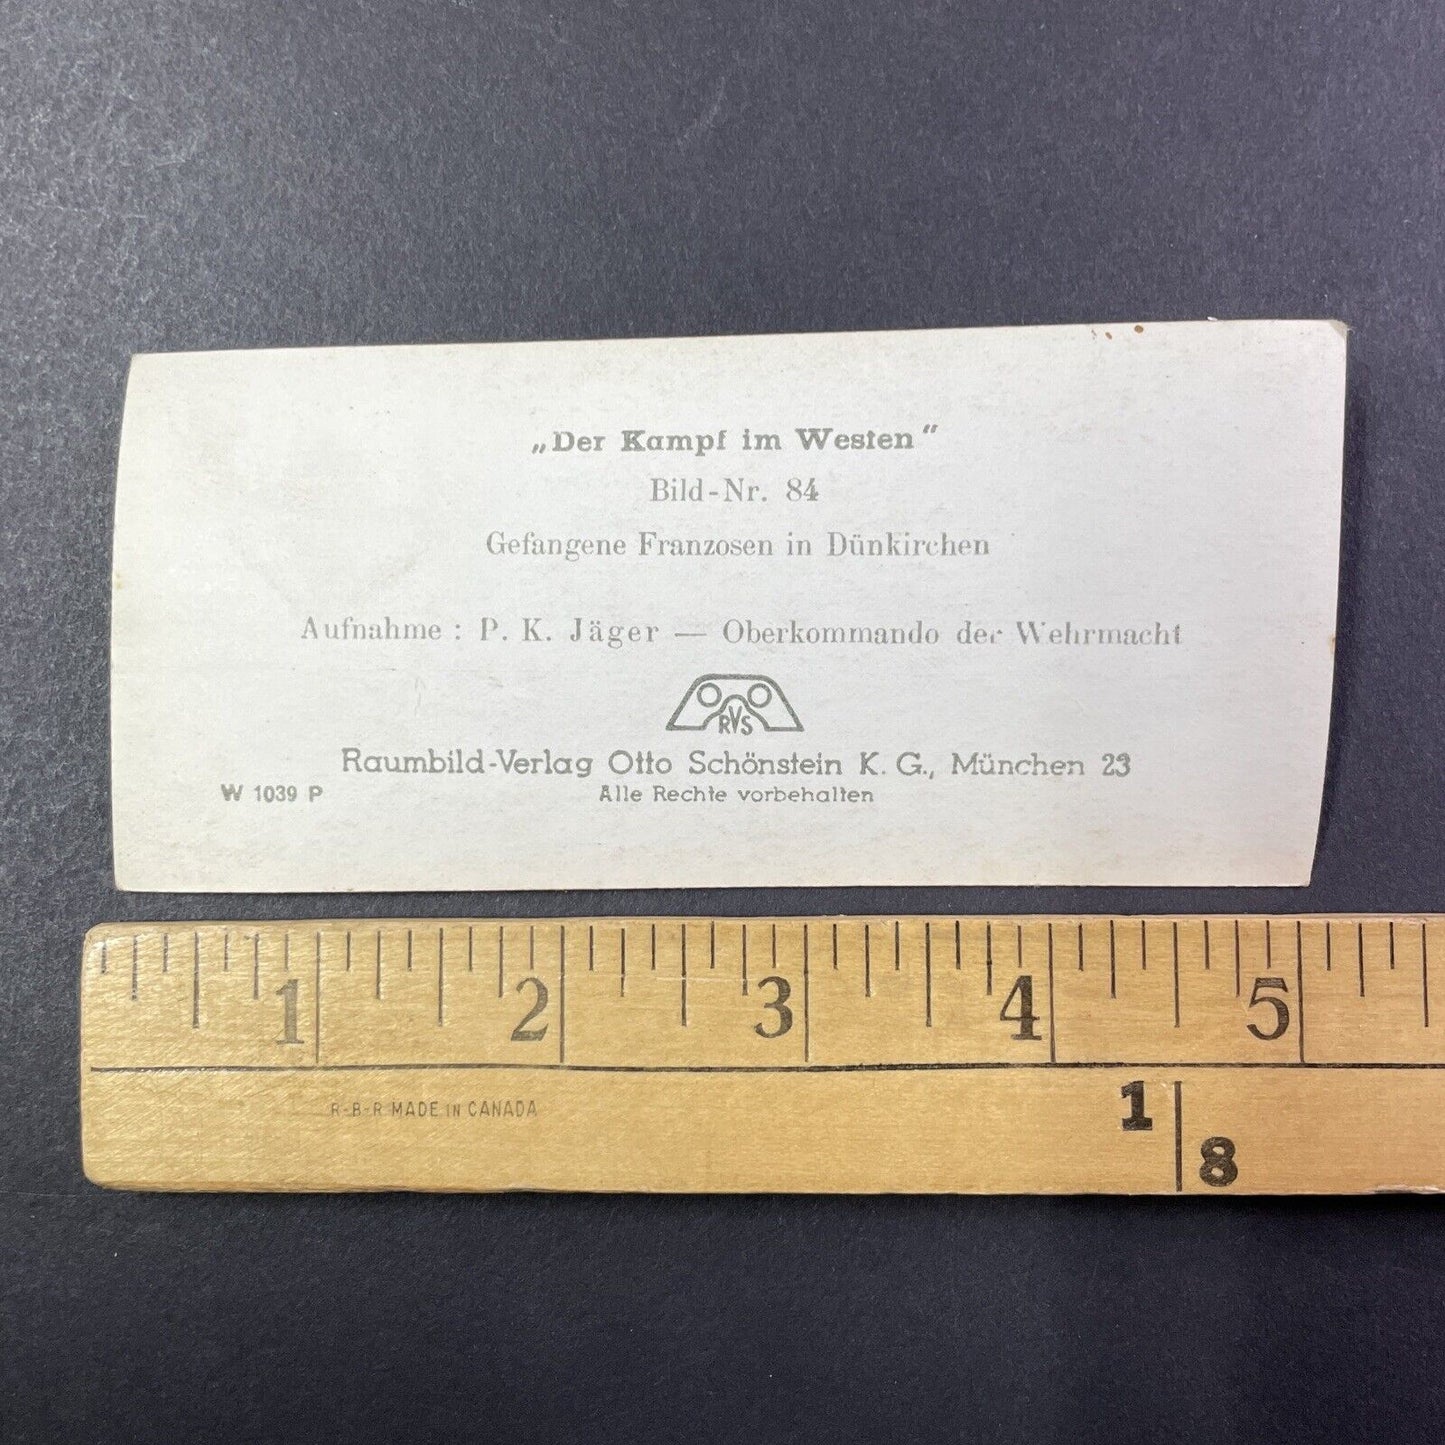 „Der Kampf im Westen“
Bild-Nr. 84
Gefangene Franzosen in Dünkirchen
Aufnahme : P. K. Jäger — Oberkommando der Wehrmacht
RVS
Raumbild-Verlag Otto Schönstein K. G., München 23
W 1039 P Alle Rechte vorbehalten
1 2 3 4 5
R-B-R MADE IN CANADA
1 8